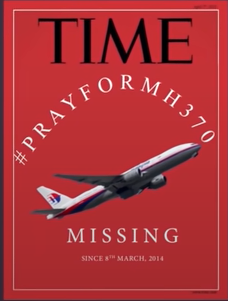 TIME
#PRAYFORMH370
MISSING
SINCE 8TH MARCH, 2014